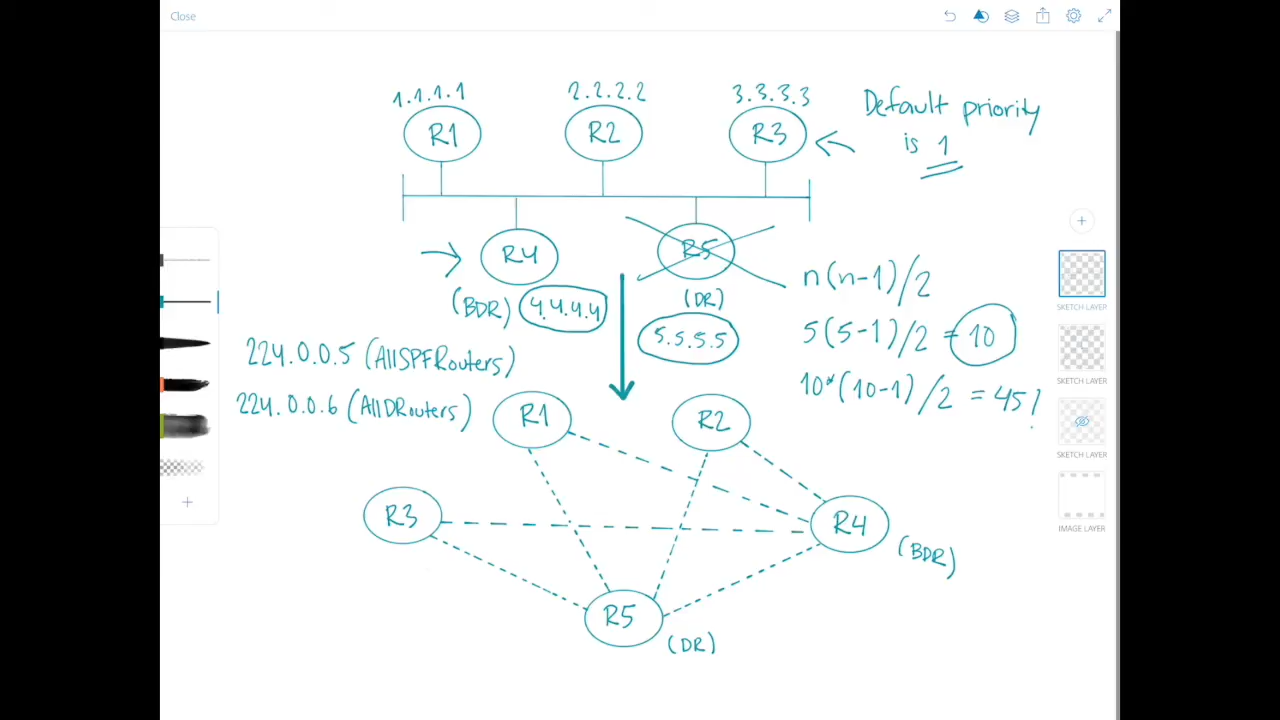 Close
1.1.1.1
2.2.2.2
3.3.3.3
Default priority
is 1
R1
R2
R3
R4
R5
(BDR) 4.4.4.4
(DR)
5.5.5.5
n(n-1)/2
5(5-1)/2 = 10
10*(10-1)/2 = 45!
224.0.0.5 (AllSPFRouters)
224.0.0.6 (AllDRouters)
R1
R2
R3
R4
(BDR)
R5
(DR)
SKETCH LAYER
SKETCH LAYER
SKETCH LAYER
IMAGE LAYER